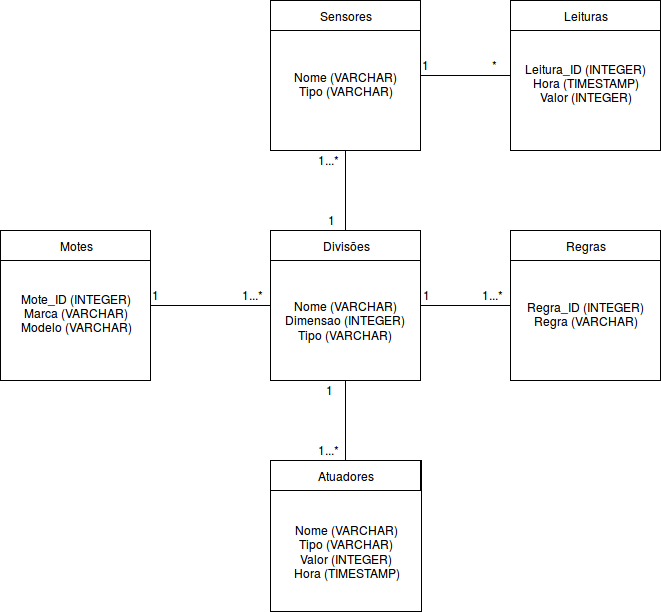 Sensores
Nome (VARCHAR)
Tipo (VARCHAR)
1
*
Leituras
Leitura_ID (INTEGER)
Hora (TIMESTAMP)
Valor (INTEGER)
1...*
1
Motes
Mote_ID (INTEGER)
Marca (VARCHAR)
Modelo (VARCHAR)
1
1...*
Divisões
Nome (VARCHAR)
Dimensao (INTEGER)
Tipo (VARCHAR)
1
1...*
Regras
Regra_ID (INTEGER)
Regra (VARCHAR)
1
1...*
Atuadores
Nome (VARCHAR)
Tipo (VARCHAR)
Valor (INTEGER)
Hora (TIMESTAMP)